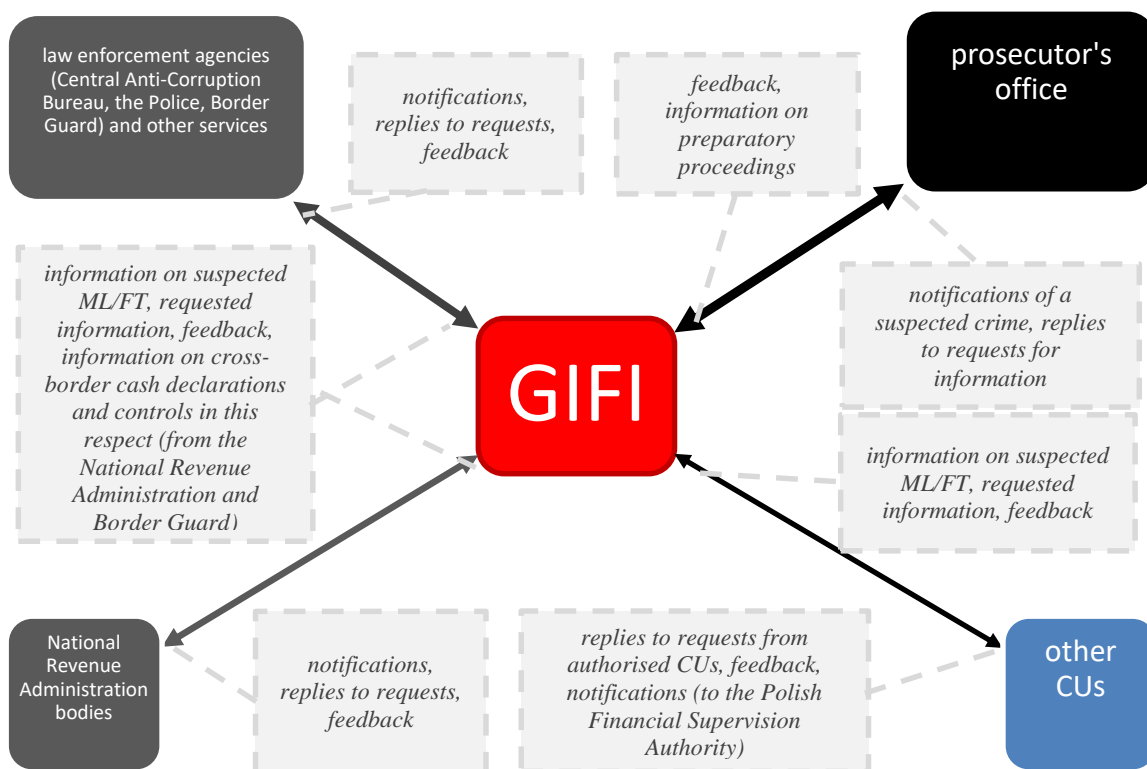 law enforcement agencies
(Central Anti-Corruption
Bureau, the Police, Border
Guard) and other services
notifications,
replies to requests,
feedback
feedback,
information on
preparatory
proceedings
prosecutor's
office
information on suspected
ML/FT, requested
information, feedback,
information on cross-
border cash declarations
and controls in this
respect (from the
National Revenue
Administration and
Border Guard)
GIFI
notifications of a
suspected crime, replies
to requests for
information
information on suspected
ML/FT, requested
information, feedback
National
Revenue
Administration
bodies
notifications,
replies to requests,
feedback
replies to requests from
authorised CUs, feedback,
notifications (to the Polish
Financial Supervision
Authority)
other
CUs